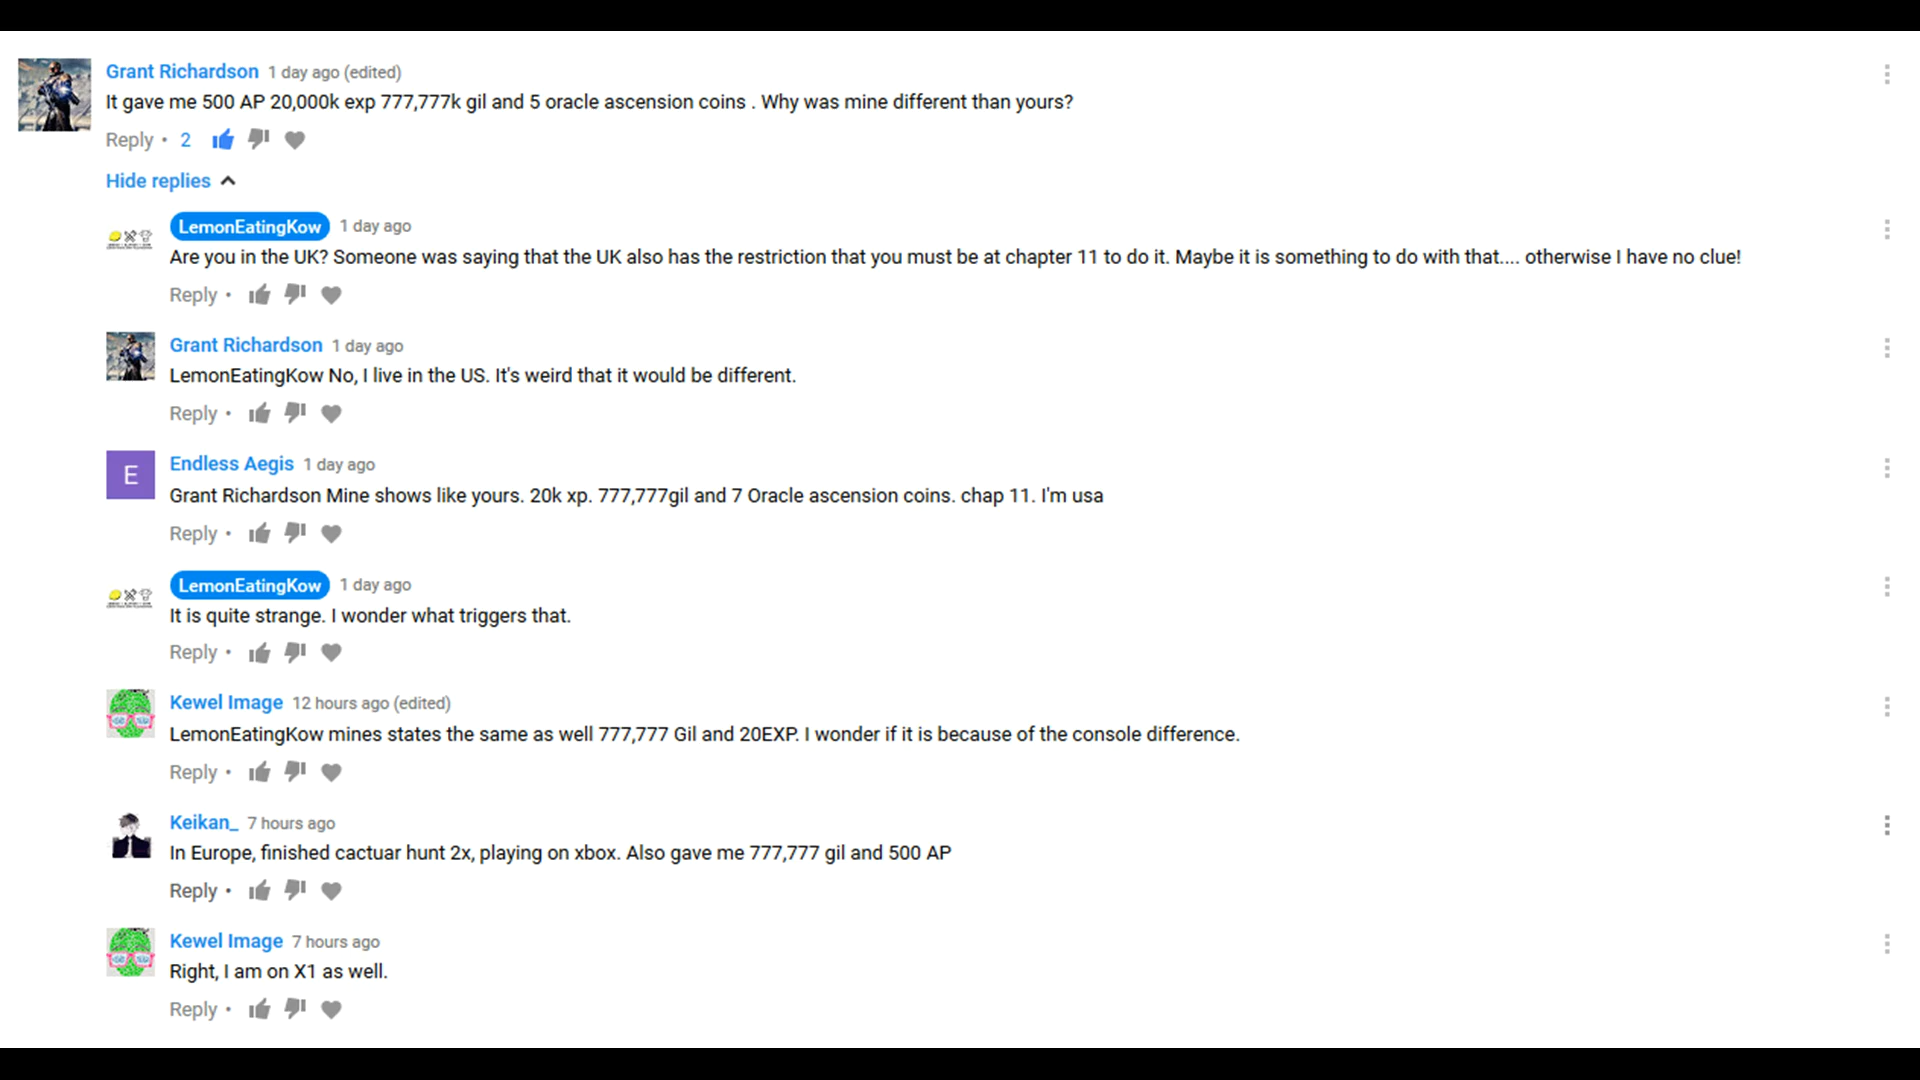 Grant Richardson 1 day ago (edited)
It gave me 500 AP 20,000k exp 777,777k gil and 5 oracle ascension coins . Why was mine different than yours?
Reply • 2
Hide replies
LemonEatingKow 1 day ago
Are you in the UK? Someone was saying that the UK also has the restriction that you must be at chapter 11 to do it. Maybe it is something to do with that.... otherwise I have no clue!
Reply •
Grant Richardson 1 day ago
LemonEatingKow No, I live in the US. It's weird that it would be different.
Reply •
E
Endless Aegis 1 day ago
Grant Richardson Mine shows like yours. 20k xp. 777,777gil and 7 Oracle ascension coins. chap 11. I'm usa
Reply •
LemonEatingKow 1 day ago
It is quite strange. I wonder what triggers that.
Reply •
Kewel Image 12 hours ago (edited)
LemonEatingKow mines states the same as well 777,777 Gil and 20EXP. I wonder if it is because of the console difference.
Reply •
Keikan_ 7 hours ago
In Europe, finished cactuar hunt 2x, playing on xbox. Also gave me 777,777 gil and 500 AP
Reply •
Kewel Image 7 hours ago
Right, I am on X1 as well.
Reply •